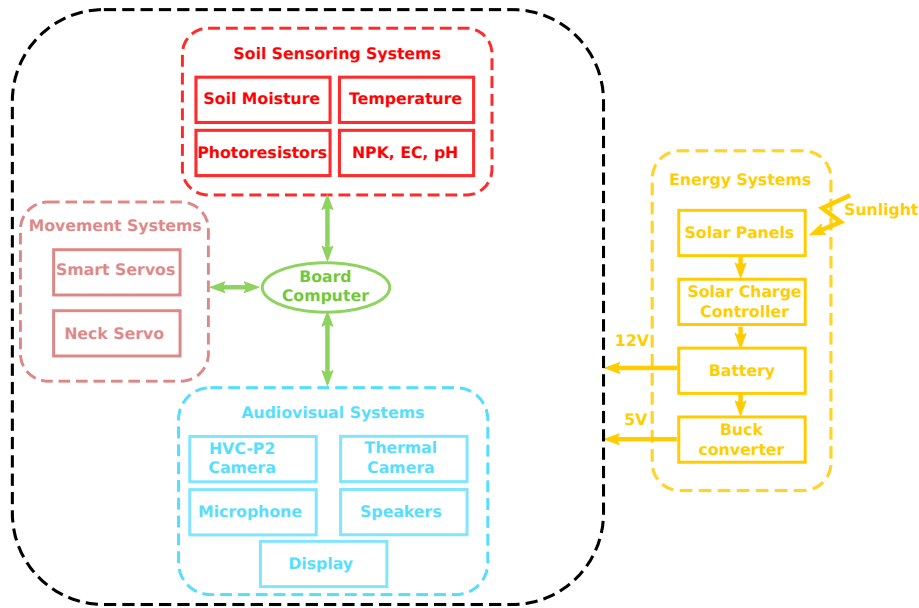 Soil Sensoring Systems
Soil Moisture
Temperature
Photoresistors
NPK, EC, pH
Movement Systems
Smart Servos
Neck Servo
Board
Computer
Audiovisual Systems
HVC-P2
Camera
Thermal
Camera
Microphone
Speakers
Display
Energy Systems
Sunlight
Solar Panels
Solar Charge
Controller
12V
Battery
5V
Buck
converter